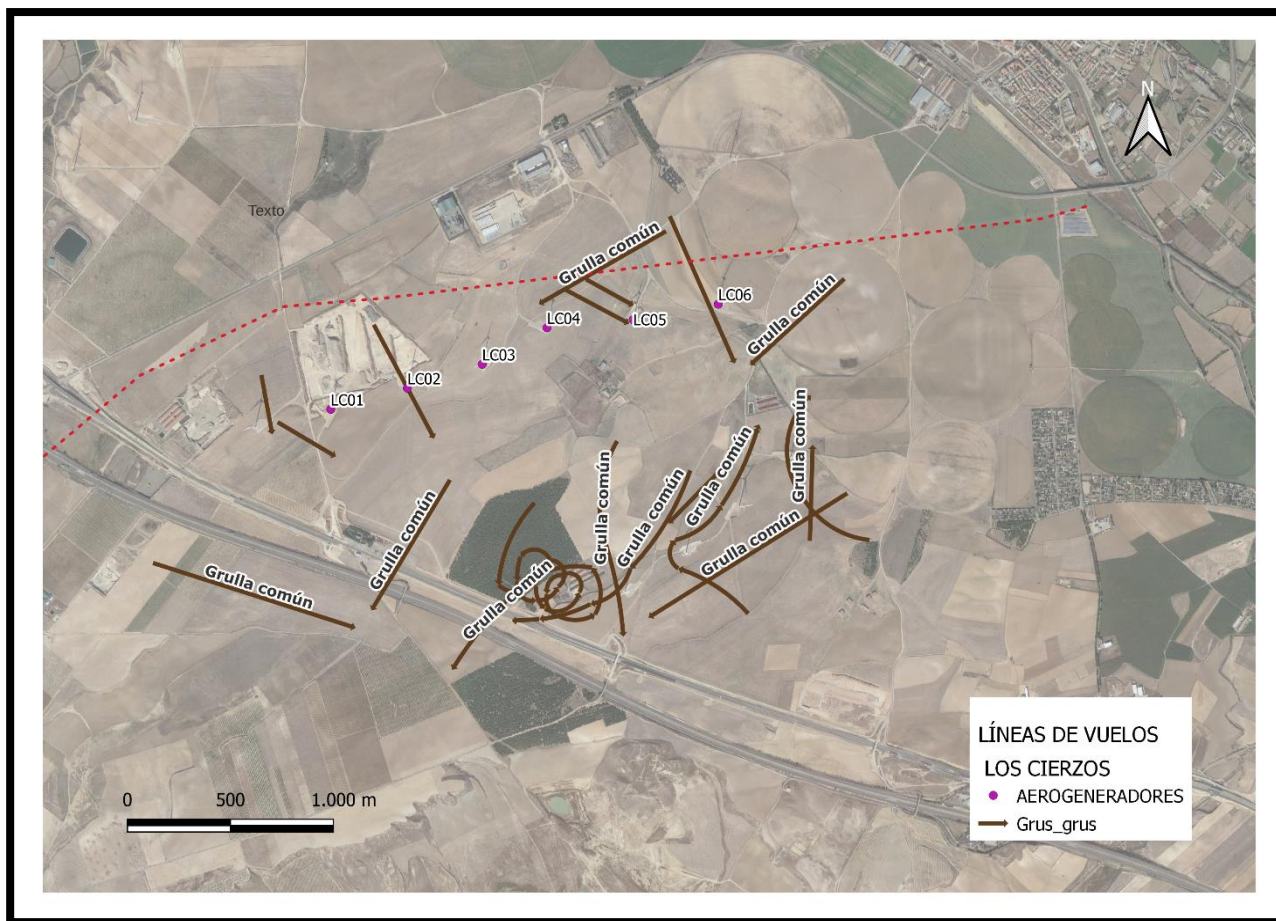 N
Texto
Grulla común
LC06
LC05
LC04
Grulla común
LC03
LC02
LC01
Grulla común
Grulla común
Grulla común
Grulla común
Grulla común
Grulla común
Grulla común
Grulla común
Grulla común
LÍNEAS DE VUELOS
LOS CIERZOS
AEROGENERADORES
Grus_grus
0 500 1.000 m